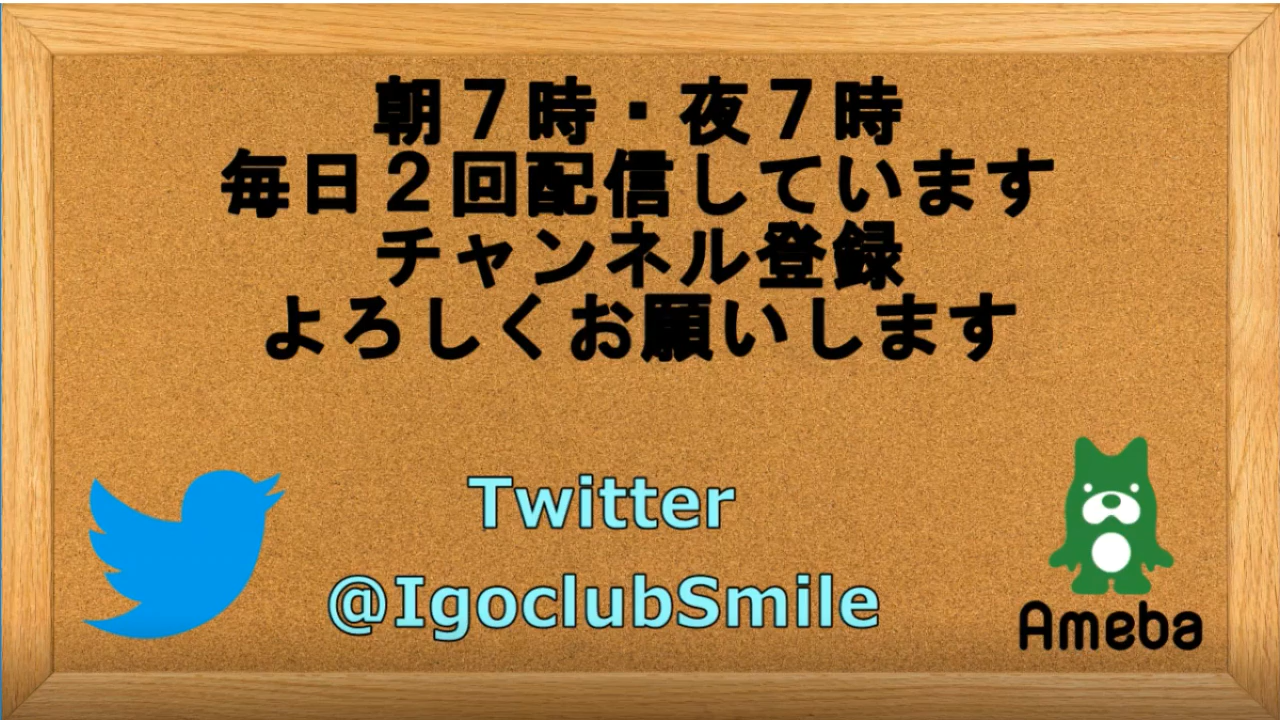 朝７時・夜７時
毎日２回配信しています
チャンネル登録
よろしくお願いします
Twitter
@IgoclubSmile
Ameba